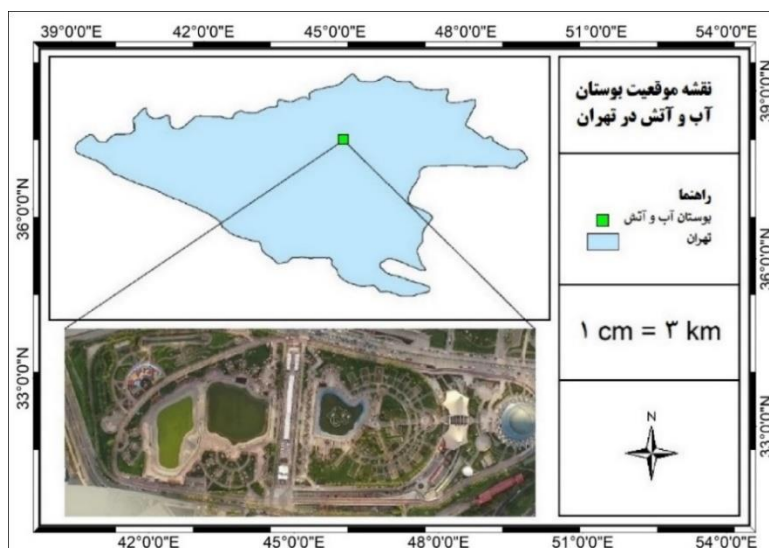 39°0'0"E 42°0'0"E 45°0'0"E 48°0'0"E 51°0'0"E 54°0'0"E
نقشه موقعیت بوستان
آب و آتش در تهران
39°0'0"N
راهنما
بوستان آب و آتش
تهران
36°0'0"N
36°0'0"N
۱ cm = ۳ km
33°0'0"N
N
33°0'0"N
42°0'0"E 45°0'0"E 48°0'0"E 51°0'0"E 54°0'0"E